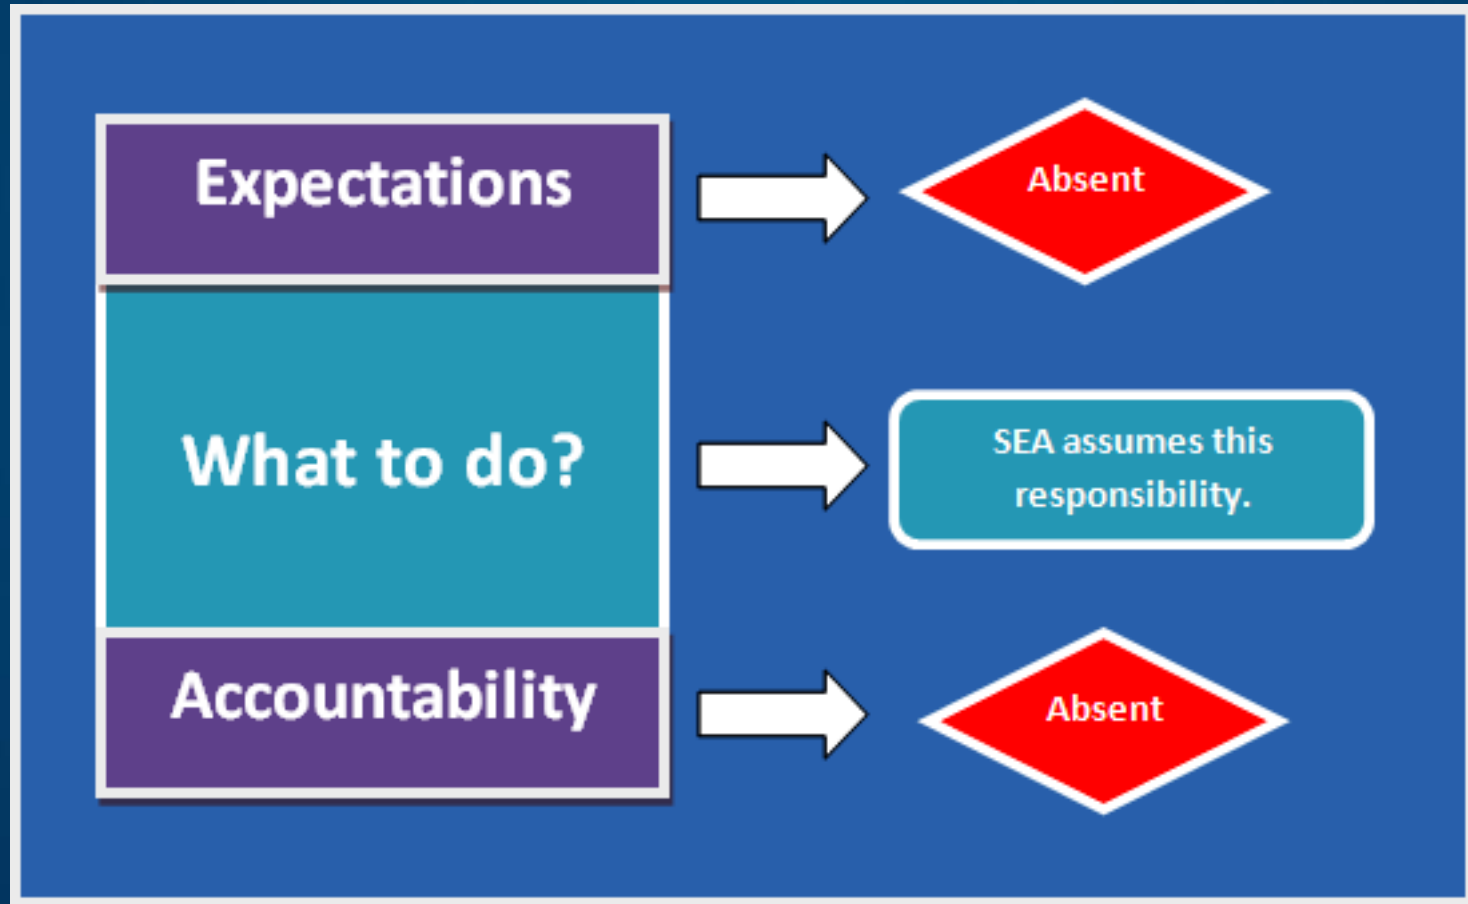 Expectations
Absent
What to do?
SEA assumes this
responsibility.
Accountability
Absent